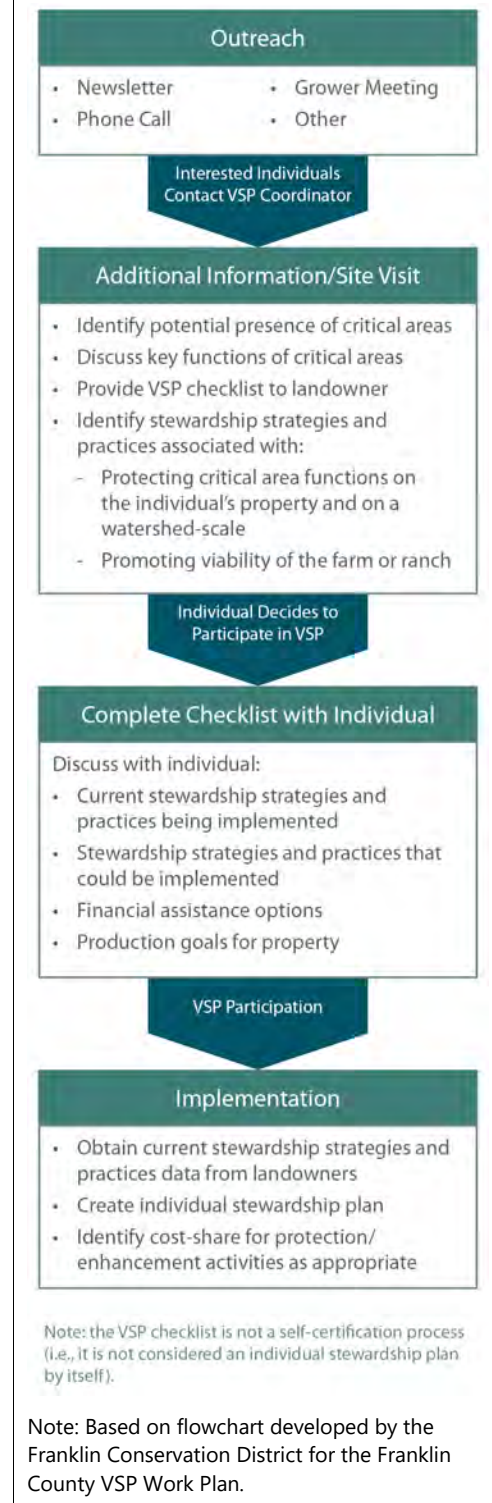 Outreach
• Newsletter
• Phone Call
• Grower Meeting
• Other
Interested Individuals
Contact VSP Coordinator
Additional Information/Site Visit
• Identify potential presence of critical areas
• Discuss key functions of critical areas
• Provide VSP checklist to landowner
• Identify stewardship strategies and
practices associated with:
- Protecting critical area functions on
the individual's property and on a
watershed-scale
- Promoting viability of the farm or ranch
Individual Decides to
Participate in VSP
Complete Checklist with Individual
Discuss with individual:
• Current stewardship strategies and
practices being implemented
• Stewardship strategies and practices that
could be implemented
• Financial assistance options
• Production goals for property
VSP Participation
Implementation
• Obtain current stewardship strategies and
practices data from landowners
• Create individual stewardship plan
• Identify cost-share for protection/
enhancement activities as appropriate
Note: the VSP checklist is not a self-certification process
(i.e., it is not considered an individual stewardship plan
by itself).
Note: Based on flowchart developed by the
Franklin Conservation District for the Franklin
County VSP Work Plan.